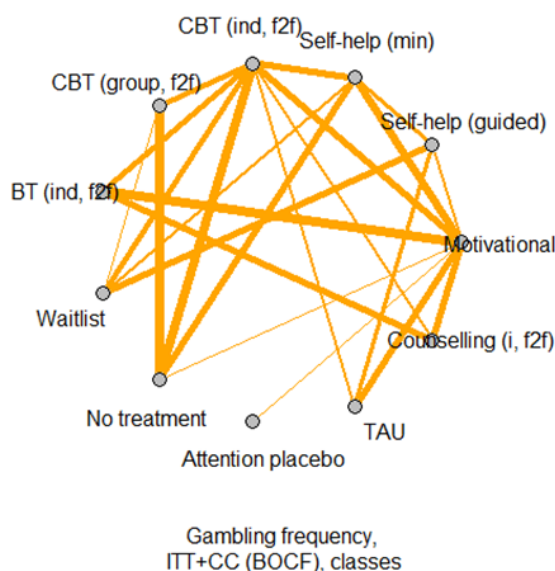 CBT (ind, f2f)
Self-help (min)
CBT (group, f2f)
Self-help (guided)
BT (ind, f2f)
Motivational
Waitlist
Counselling (i, f2f)
No treatment
TAU
Attention placebo
Gambling frequency,
ITT+CC (BOCF), classes